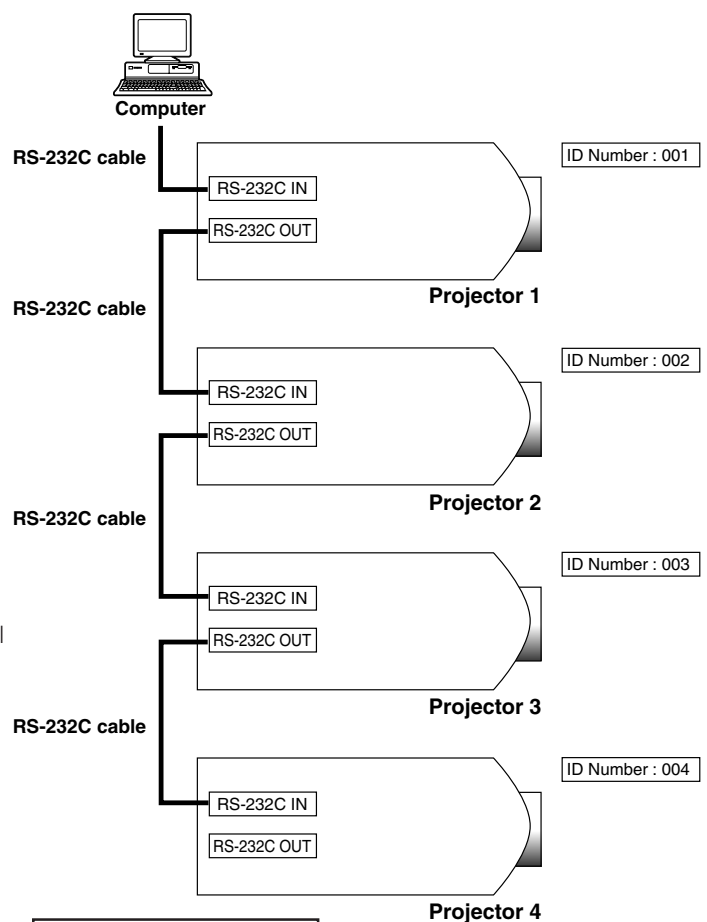 Computer
RS-232C cable
ID Number : 001
RS-232C IN
RS-232C OUT
Projector 1
RS-232C cable
ID Number : 002
RS-232C IN
RS-232C OUT
Projector 2
RS-232C cable
ID Number : 003
RS-232C IN
RS-232C OUT
Projector 3
RS-232C cable
ID Number : 004
RS-232C IN
RS-232C OUT
Projector 4